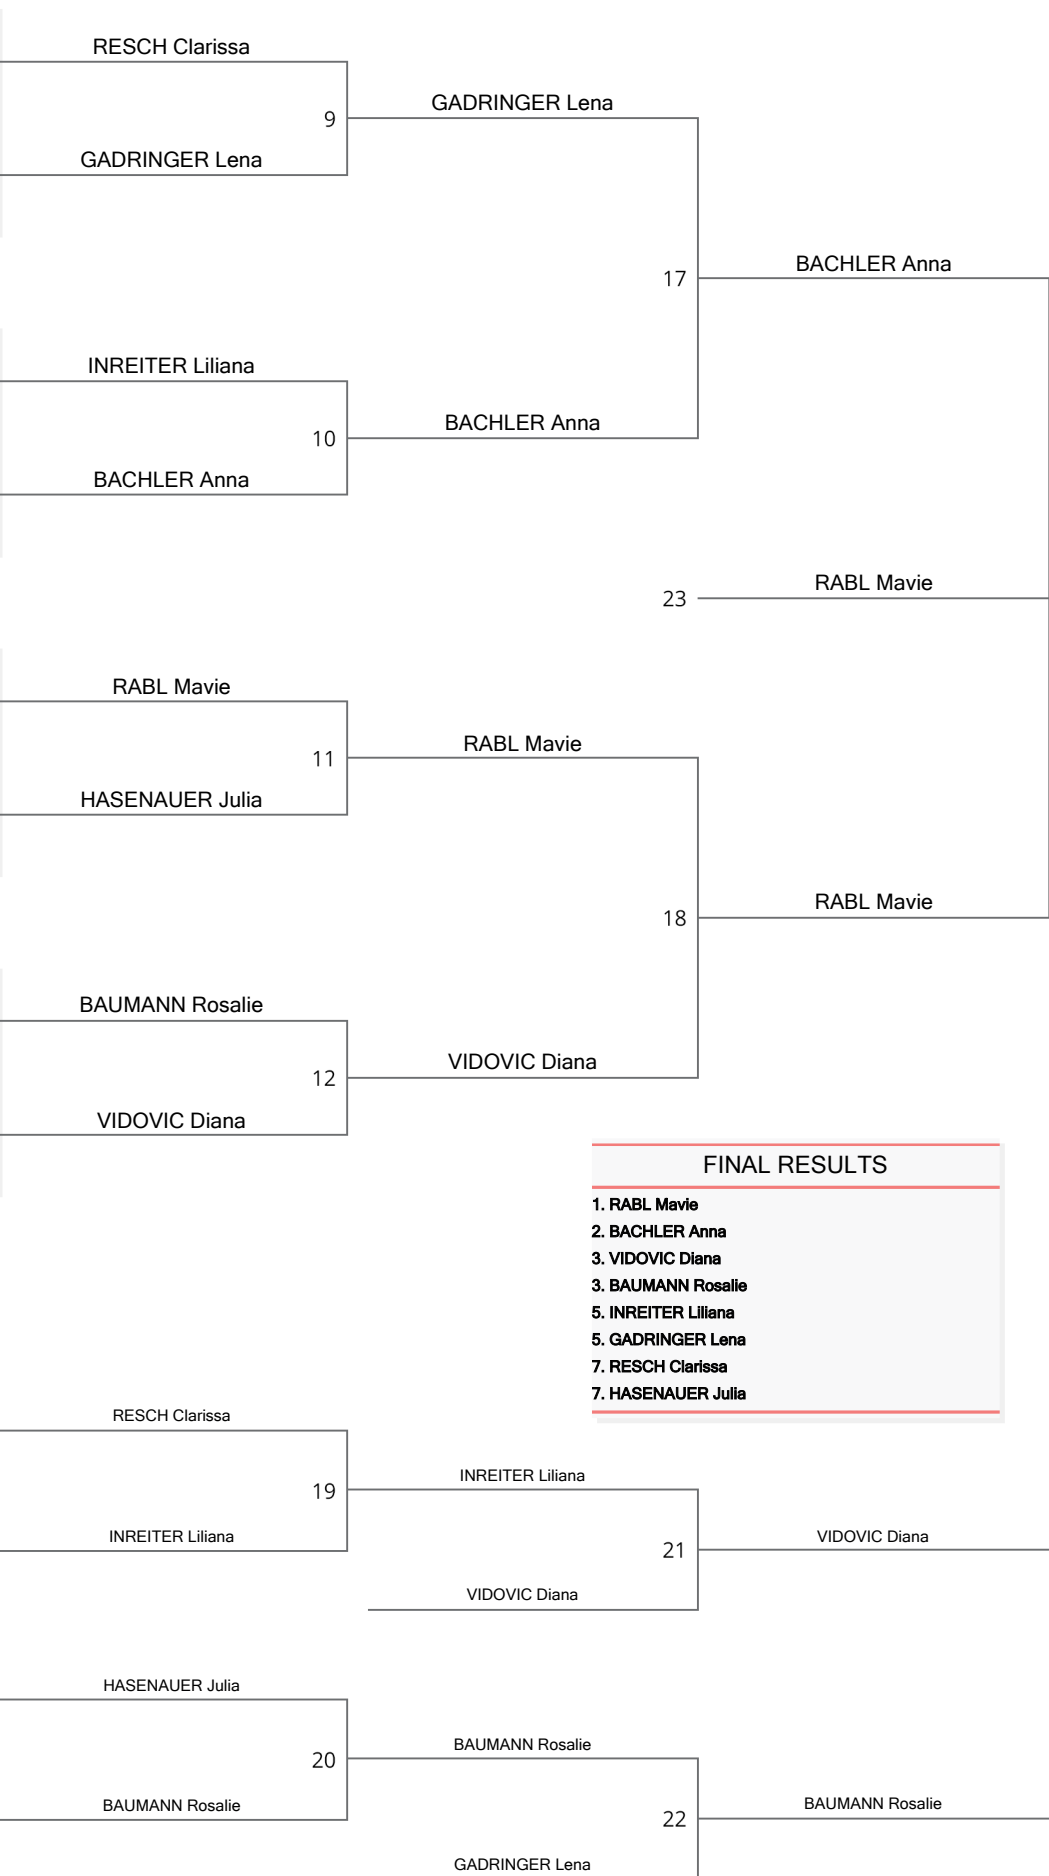 RESCH Clarissa
9
GADRINGER Lena
GADRINGER Lena
17
BACHLER Anna
INREITER Liliana
10
BACHLER Anna
BACHLER Anna
23
RABL Mavie
RABL Mavie
11
RABL Mavie
HASENAUER Julia
18
RABL Mavie
BAUMANN Rosalie
12
VIDOVIC Diana
VIDOVIC Diana
FINAL RESULTS
1. RABL Mavie
2. BACHLER Anna
3. VIDOVIC Diana
3. BAUMANN Rosalie
5. INREITER Liliana
5. GADRINGER Lena
7. RESCH Clarissa
7. HASENAUER Julia
RESCH Clarissa
19
INREITER Liliana
INREITER Liliana
21
VIDOVIC Diana
VIDOVIC Diana
HASENAUER Julia
20
BAUMANN Rosalie
BAUMANN Rosalie
22
BAUMANN Rosalie
GADRINGER Lena